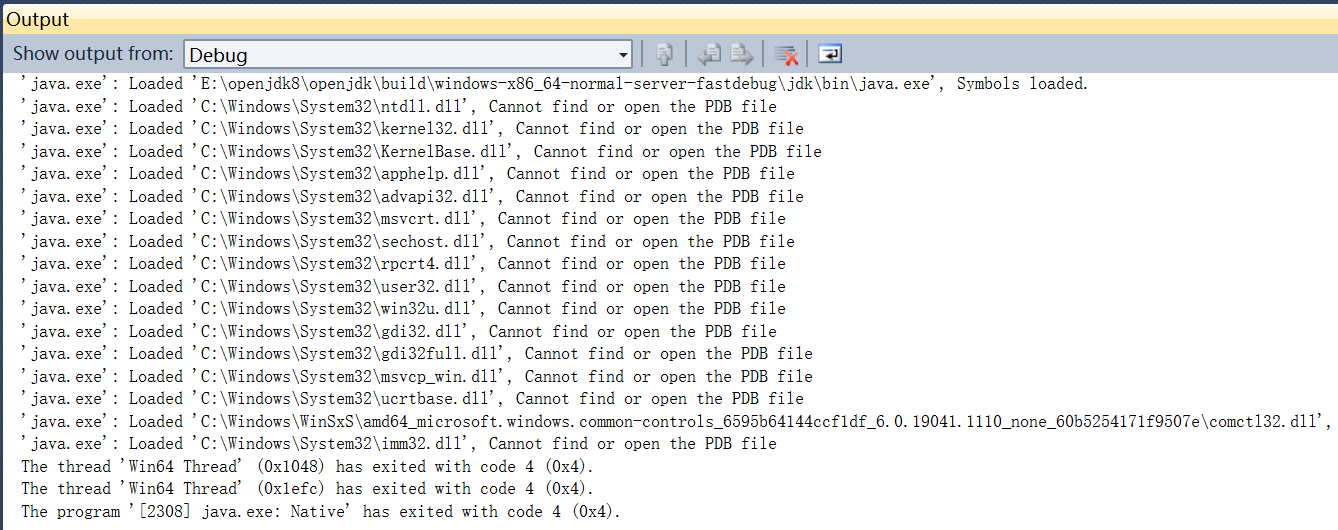 Output
Show output from: Debug
'java.exe': Loaded 'E:\openjdk8\openjdk\build\windows-x86_64-normal-server-fastdebug\jdk\bin\java.exe', Symbols loaded.
'java.exe': Loaded 'C:\Windows\System32\ntdll.dll', Cannot find or open the PDB file
'java.exe': Loaded 'C:\Windows\System32\kernel32.dll', Cannot find or open the PDB file
'java.exe': Loaded 'C:\Windows\System32\KernelBase.dll', Cannot find or open the PDB file
'java.exe': Loaded 'C:\Windows\System32\apphelp.dll', Cannot find or open the PDB file
'java.exe': Loaded 'C:\Windows\System32\advapi32.dll', Cannot find or open the PDB file
'java.exe': Loaded 'C:\Windows\System32\msvcrt.dll', Cannot find or open the PDB file
'java.exe': Loaded 'C:\Windows\System32\sechost.dll', Cannot find or open the PDB file
'java.exe': Loaded 'C:\Windows\System32\rpcrt4.dll', Cannot find or open the PDB file
'java.exe': Loaded 'C:\Windows\System32\user32.dll', Cannot find or open the PDB file
'java.exe': Loaded 'C:\Windows\System32\win32u.dll', Cannot find or open the PDB file
'java.exe': Loaded 'C:\Windows\System32\gdi32.dll', Cannot find or open the PDB file
'java.exe': Loaded 'C:\Windows\System32\gdi32full.dll', Cannot find or open the PDB file
'java.exe': Loaded 'C:\Windows\System32\msvcp_win.dll', Cannot find or open the PDB file
'java.exe': Loaded 'C:\Windows\System32\ucrtbase.dll', Cannot find or open the PDB file
'java.exe': Loaded 'C:\Windows\WinSxS\amd64_microsoft.windows.common-controls_6595b64144ccf1df_6.0.19041.1110_none_60b5254171f9507e\comctl32.dll',
'java.exe': Loaded 'C:\Windows\System32\imm32.dll', Cannot find or open the PDB file
The thread 'Win64 Thread' (0x1048) has exited with code 4 (0x4).
The thread 'Win64 Thread' (0x1efc) has exited with code 4 (0x4).
The program '[2308] java.exe: Native' has exited with code 4 (0x4).